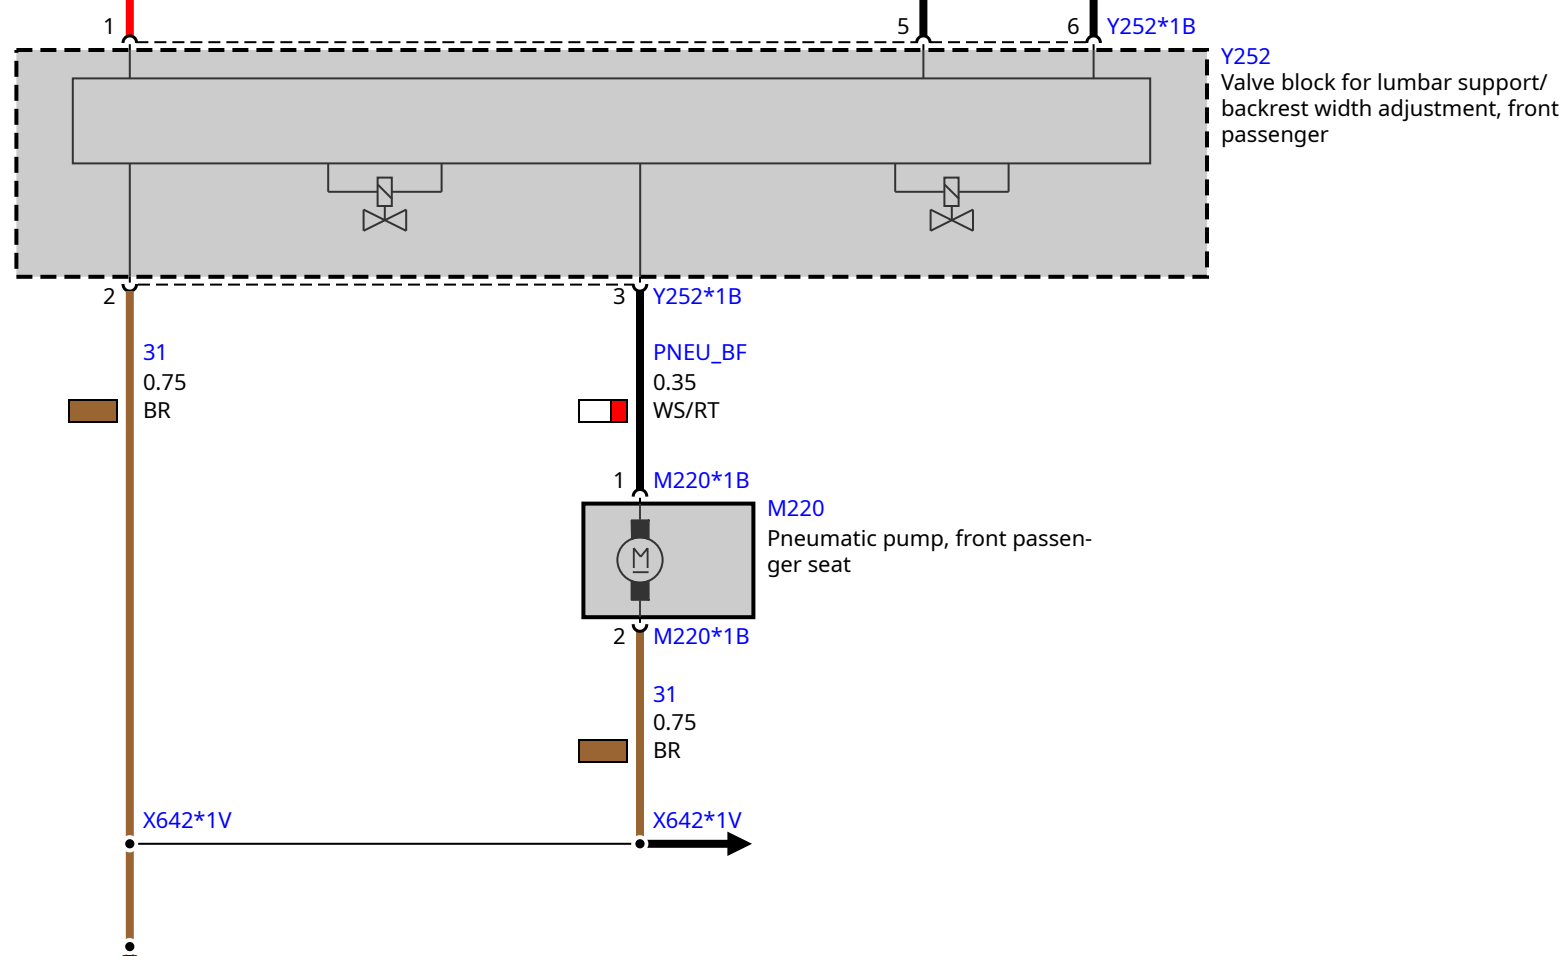 1
5
6
Y252*1B
Y252
Valve block for lumbar support/
backrest width adjustment, front
passenger
2
3
Y252*1B
31
0.75
BR
PNEU_BF
0.35
WS/RT
1
M220*1B
M220
Pneumatic pump, front passen-
ger seat
M
2
M220*1B
31
0.75
BR
X642*1V
X642*1V